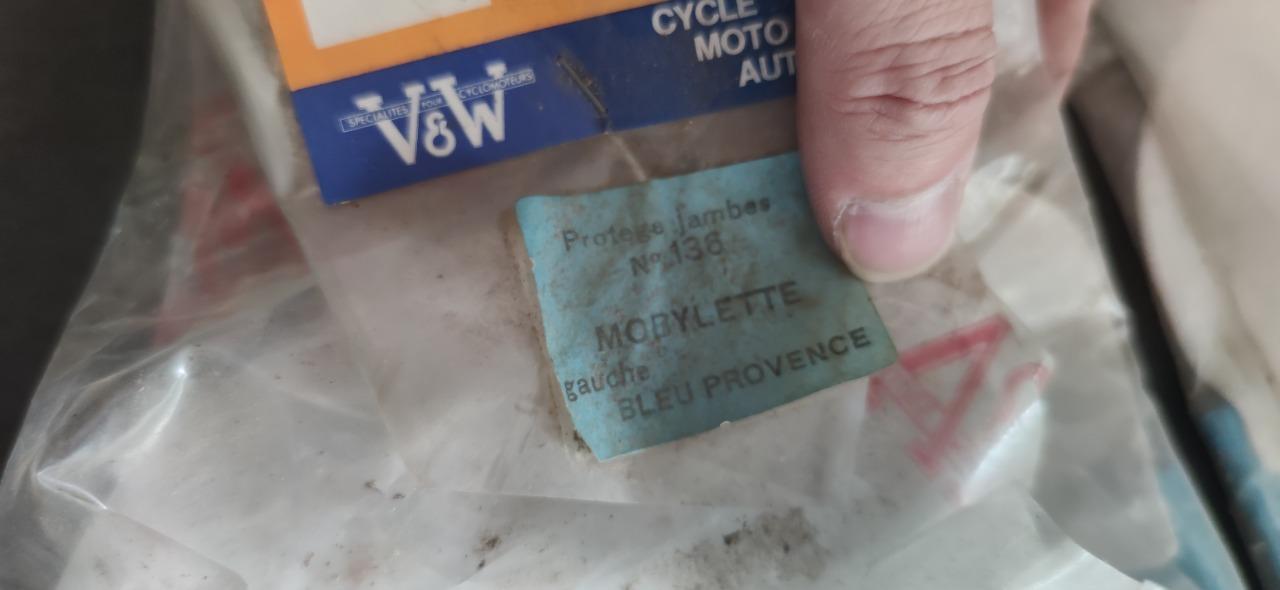 CYCLE
MOTO
AUT
SPECIALITES POUR CYCLOMOTEURS
V&W
Protege jambes
No 136
MOBYLETTE
gauche
BLEU PROVENCE